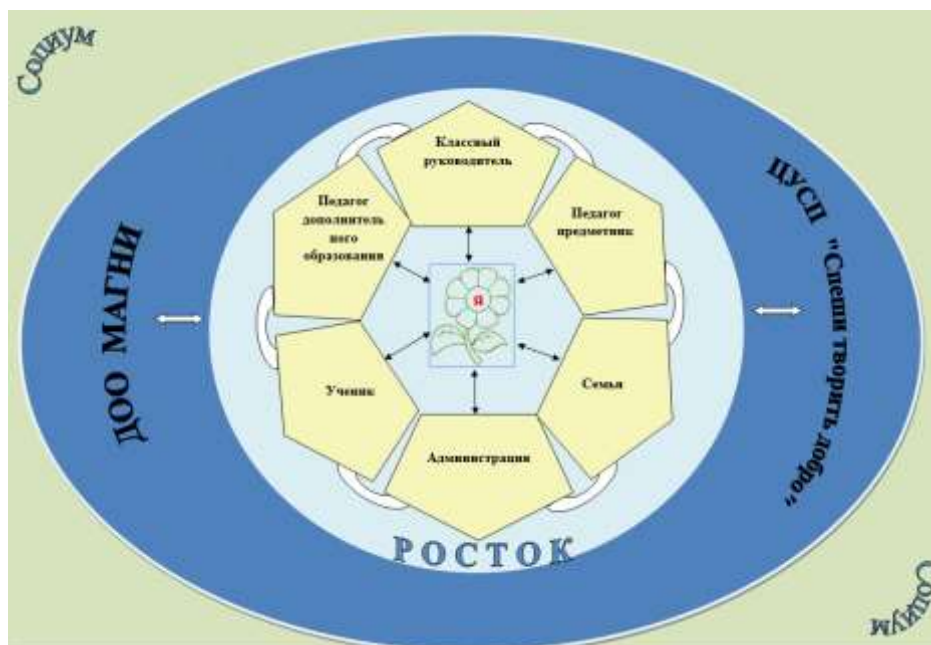 Социум
Классный
руководитель
Педагог
дополнитель
ного
образования
Педагог
предметник
ДОО МАГНИ
Я
ЦУСП "Спеши творить добро"
Ученик
Семья
Администрация
РОСТОК
Социум